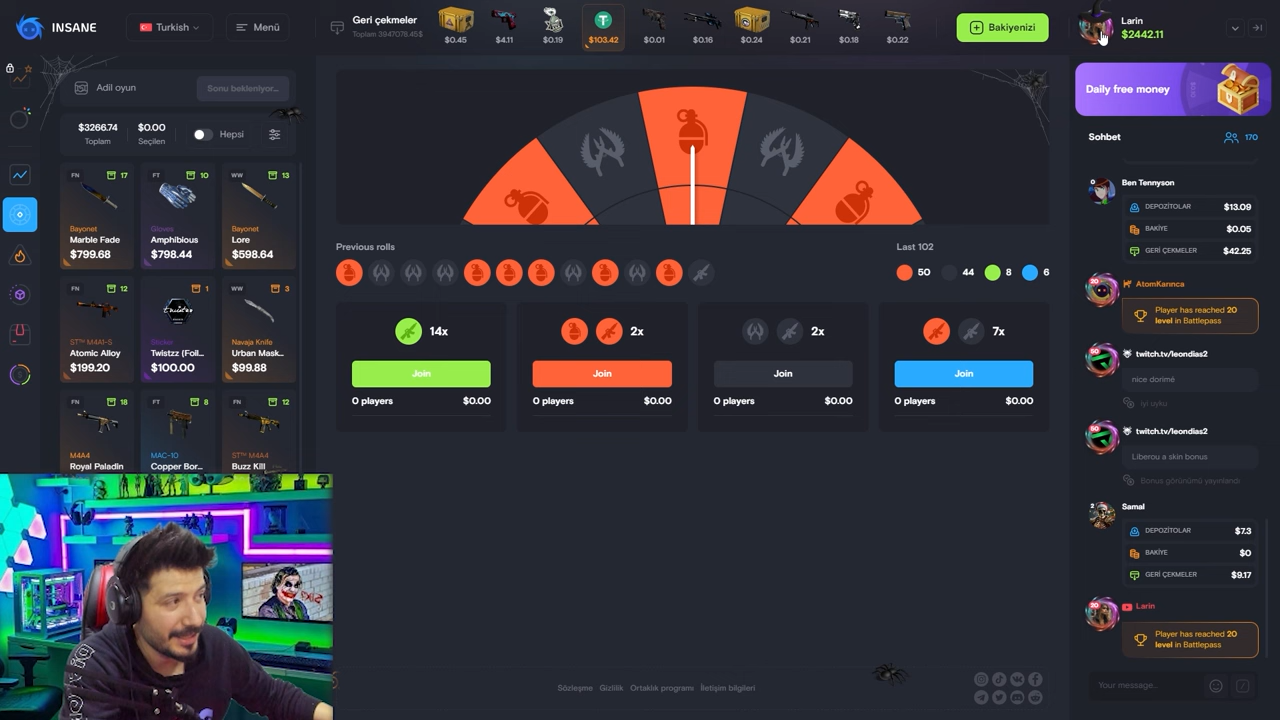 INSANE
Turkish
Menü
Geri çekmeler
Toplam 3947078.45$
$0.45
$4.11
$0.19
$103.42
$0.01
$0.16
$0.24
$0.21
$0.18
$0.22
Bakiyenizi
Larin
$2442.11
Adil oyun
Sonu bekleniyor...
$3266.74
Toplam
$0.00
Seçilen
Hepsi
FN 17
Bayonet
Marble Fade
$799.68
FT 10
Gloves
Amphibious
$798.44
WW 13
Bayonet
Lore
$598.64
FN 12
ST™ M4A1-S
Atomic Alloy
$199.20
1
Sticker
Twistzz (Foil...
$100.00
WW 3
Navaja Knife
Urban Mask...
$99.88
FN 18
M4A4
Royal Paladin
FT 8
MAC-10
Copper Bor...
FN 12
ST™ M4A4
Buzz Kill
Previous rolls
Last 102
50
44
8
6
14x
Join
0 players $0.00
2x
Join
0 players $0.00
2x
Join
0 players $0.00
7x
Join
0 players $0.00
Sözleşme Gizlilik Ortaklık programı İletişim bilgileri
Daily free money
Sohbet
170
Ben Tennyson
DEPOZİTOLAR $13.09
BAKİYE $0.05
GERİ ÇEKMELER $42.25
20
AtomKarınca
Player has reached 20
level in Battlepass
twitch.tv/leondias2
nice dorimé
iyi uyku
twitch.tv/leondias2
Liberou a skin bonus
Bonus görünümü yayınlandı
2
Samal
DEPOZİTOLAR $7.3
BAKİYE $0
GERİ ÇEKMELER $9.17
20
Larin
Player has reached 20
level in Battlepass
Your message...